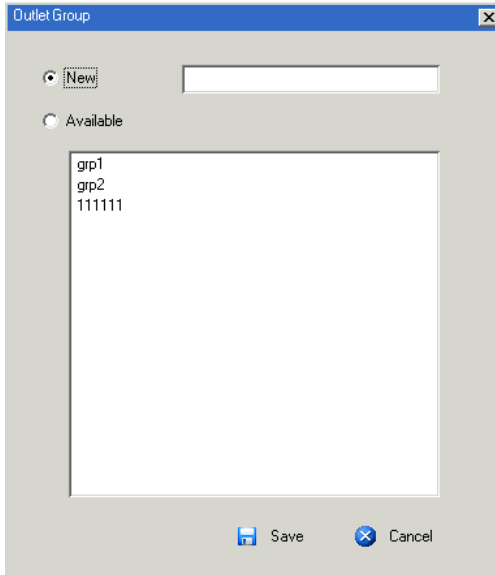 Outlet Group
New
Available
grp1
grp2
111111
Save
Cancel